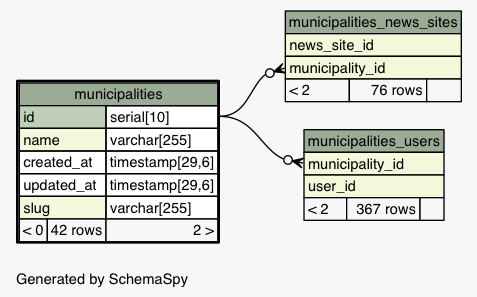 municipalities_news_sites
news_site_id
municipality_id
< 2 76 rows
municipalities
id serial[10]
name varchar[255]
created_at timestamp[29,6]
updated_at timestamp[29,6]
slug varchar[255]
< 0 42 rows 2 >
municipalities_users
municipality_id
user_id
< 2 367 rows
Generated by SchemaSpy